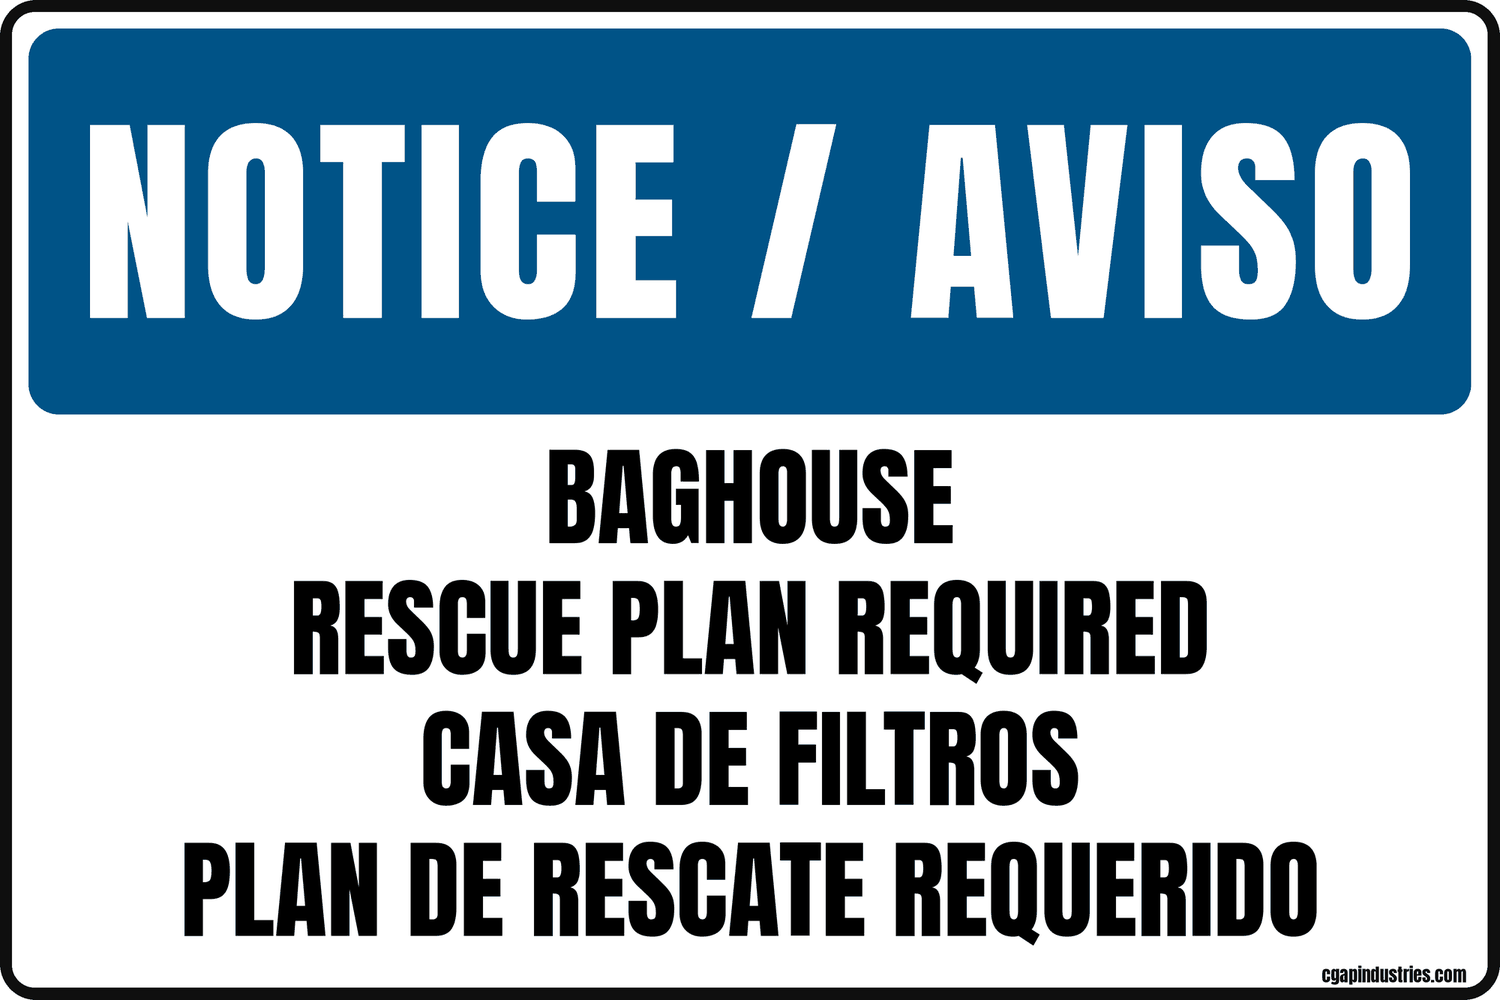 NOTICE / AVISO
BAGHOUSE
RESCUE PLAN REQUIRED
CASA DE FILTROS
PLAN DE RESCATE REQUERIDO
cgapindustries.com